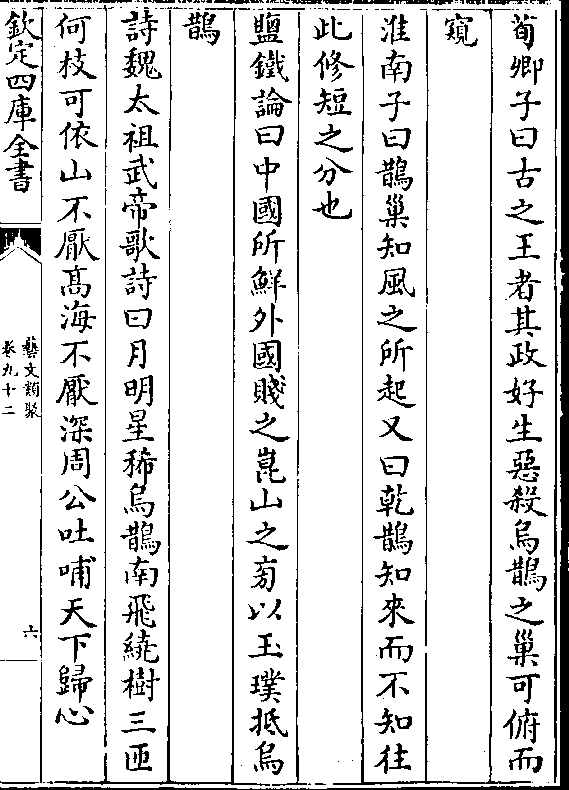 荀卿子曰古之王者其政好生惡殺烏鵲之巢可俯而
窺
淮南子曰鵲巢知風之所起又曰乾鵲知來而不知往
此修短之分也
鹽鐵論曰中國所鮮外國賤之崑山之旁以玉璞抵烏
鵲
詩魏太祖武帝歌詩曰月明星稀烏鵲南飛繞樹三匝
何枝可依山不厭髙海不厭深周公吐哺天下歸心
欽定四庫全書
藝文類聚
卷九十二
六